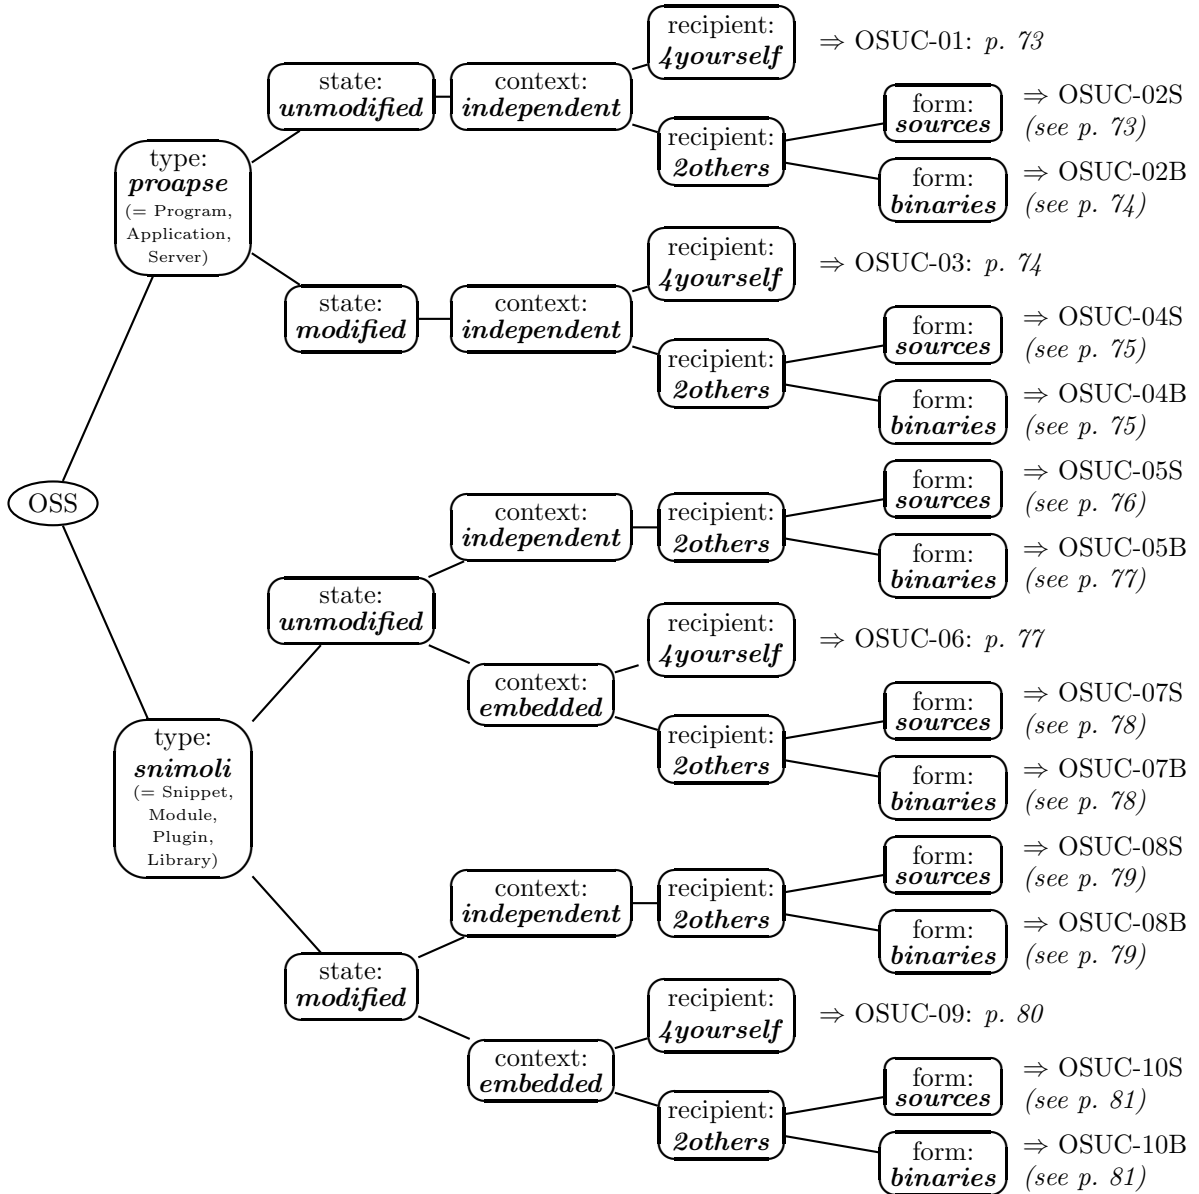 recipient:
4yourself
⇒ OSUC-01: p. 73
state:
unmodified
context:
independent
form:
sources
⇒ OSUC-02S
(see p. 73)
recipient:
2others
type:
proapse
(= Program,
Application,
Server)
form:
binaries
⇒ OSUC-02B
(see p. 74)
recipient:
4yourself
⇒ OSUC-03: p. 74
state:
modified
context:
independent
form:
sources
⇒ OSUC-04S
(see p. 75)
recipient:
2others
form:
binaries
⇒ OSUC-04B
(see p. 75)
OSS
context:
independent
recipient:
2others
form:
sources
⇒ OSUC-05S
(see p. 76)
form:
binaries
⇒ OSUC-05B
(see p. 77)
state:
unmodified
recipient:
4yourself
⇒ OSUC-06: p. 77
context:
embedded
form:
sources
⇒ OSUC-07S
(see p. 78)
recipient:
2others
form:
binaries
⇒ OSUC-07B
(see p. 78)
type:
snimoli
(= Snippet,
Module,
Plugin,
Library)
context:
independent
recipient:
2others
form:
sources
⇒ OSUC-08S
(see p. 79)
form:
binaries
⇒ OSUC-08B
(see p. 79)
state:
modified
recipient:
4yourself
⇒ OSUC-09: p. 80
context:
embedded
form:
sources
⇒ OSUC-10S
(see p. 81)
recipient:
2others
form:
binaries
⇒ OSUC-10B
(see p. 81)